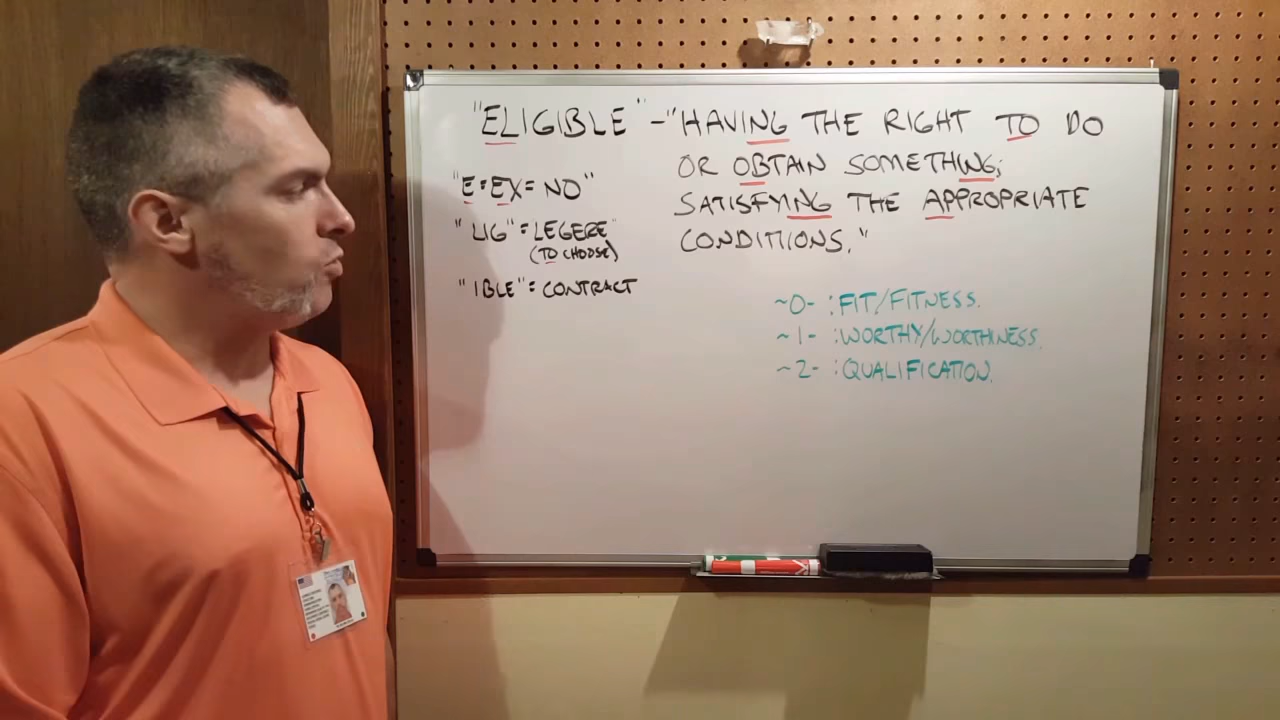 "ELIGIBLE" - "HAVING THE RIGHT TO DO
OR OBTAIN SOMETHING;
SATISFYING THE APPROPRIATE
CONDITIONS."
"E=EX=NO"
"LIG"=LEGERE"
(TO CHOOSE)
"IBLE"=CONTRACT
~0- :FIT/FITNESS.
~1- :WORTHY/WORTHINESS.
~2- :QUALIFICATION.